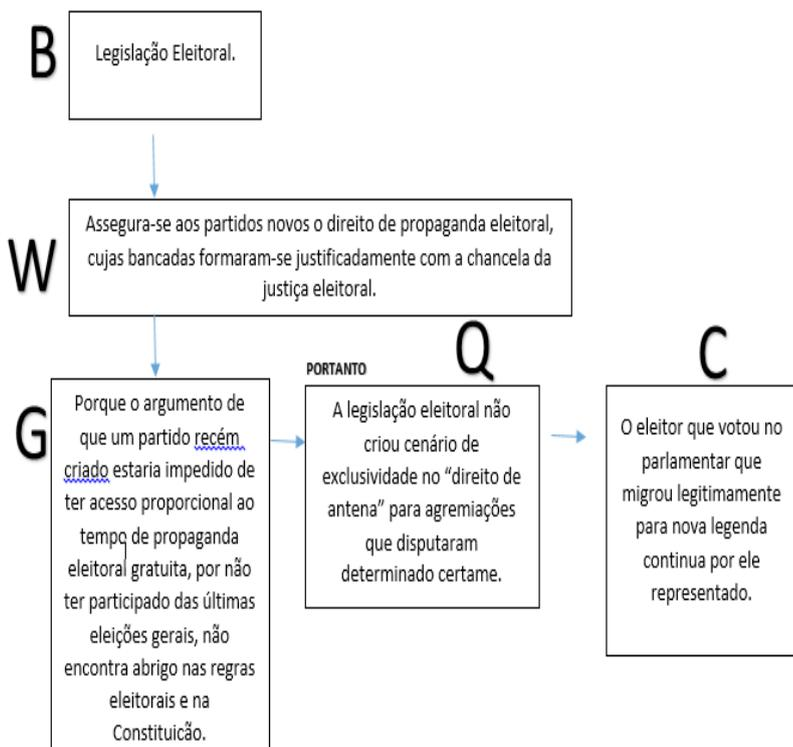 B
Legislação Eleitoral.
W
Assegura-se aos partidos novos o direito de propaganda eleitoral,
cujas bancadas formaram-se justificadamente com a chancela da
justiça eleitoral.
G
Porque o argumento de
que um partido recém
criado estaria impedido de
ter acesso proporcional ao
tempo de propaganda
eleitoral gratuita, por não
ter participado das últimas
eleições gerais, não
encontra abrigo nas regras
eleitorais e na
Constituicão.
PORTANTO
Q
A legislação eleitoral não
criou cenário de
exclusividade no “direito de
antena” para agremiações
que disputaram
determinado certame.
C
O eleitor que votou no
parlamentar que
migrou legitimamente
para nova legenda
continua por ele
representado.